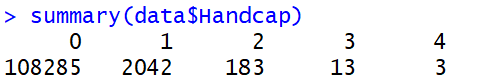 > summary(data$Handcap)
0 1 2 3 4
108285 2042 183 13 3